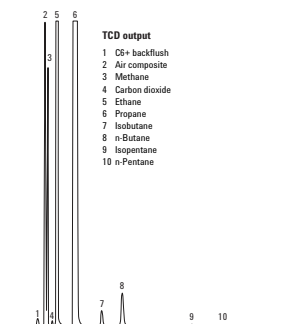 2 5 6
3
TCD output
1 C6+ backflush
2 Air composite
3 Methane
4 Carbon dioxide
5 Ethane
6 Propane
7 Isobutane
8 n-Butane
9 Isopentane
10 n-Pentane
8
7
1 4 9 10